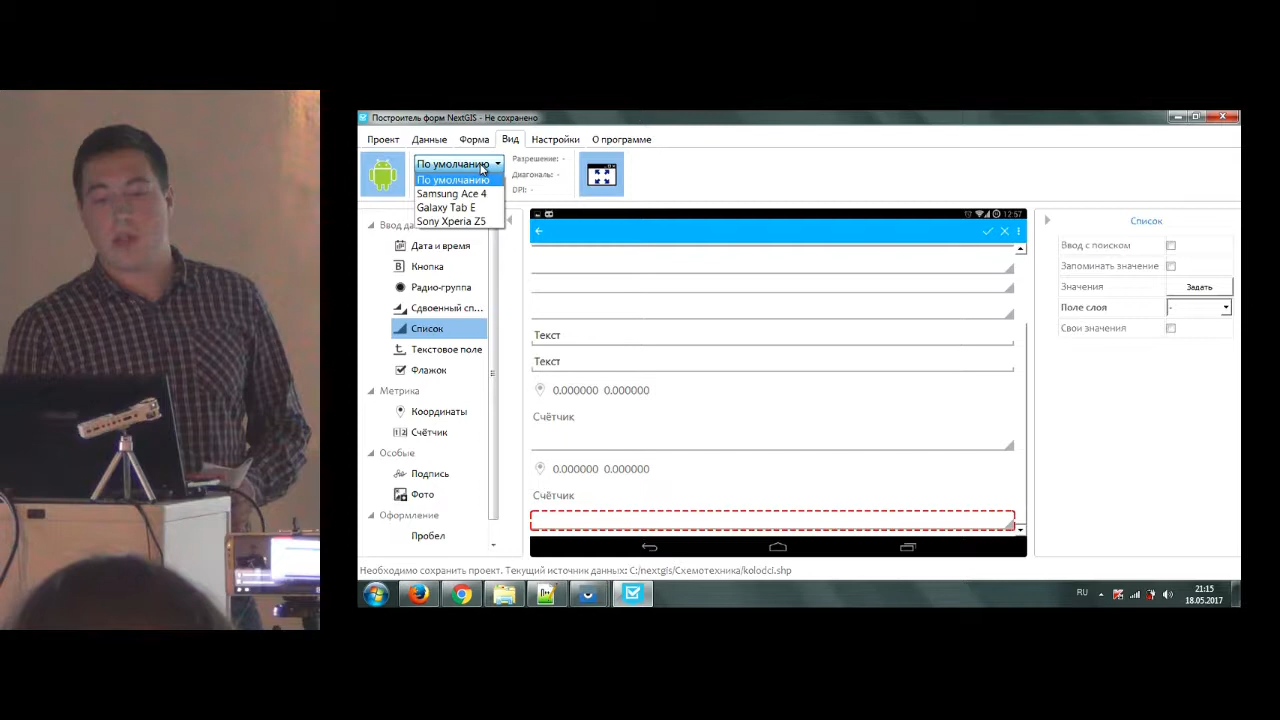 Построитель форм NextGIS - Не сохранено
Проект Данные Форма Вид Настройки О программе
По умолчанию
Разрешение: -
Диагональ: -
DPI: -
По умолчанию
Samsung Ace 4
Galaxy Tab E
Sony Xperia Z5
Ввод
Дата и время
Кнопка
Радио-группа
Сдвоенный сп...
Список
Текстовое поле
Флажок
Метрика
Координаты
Счётчик
Особые
Подпись
Фото
Оформление
Пробел
12:57
Текст
Текст
0.000000 0.000000
Счётчик
0.000000 0.000000
Счётчик
Список
Ввод с поиском
Запоминать значение
Значения Задать
Поле слоя -
Свои значения
Необходимо сохранить проект. Текущий источник данных: C:/nextgis/Схемотехника/kolodci.shp
RU
21:15
18.05.2017